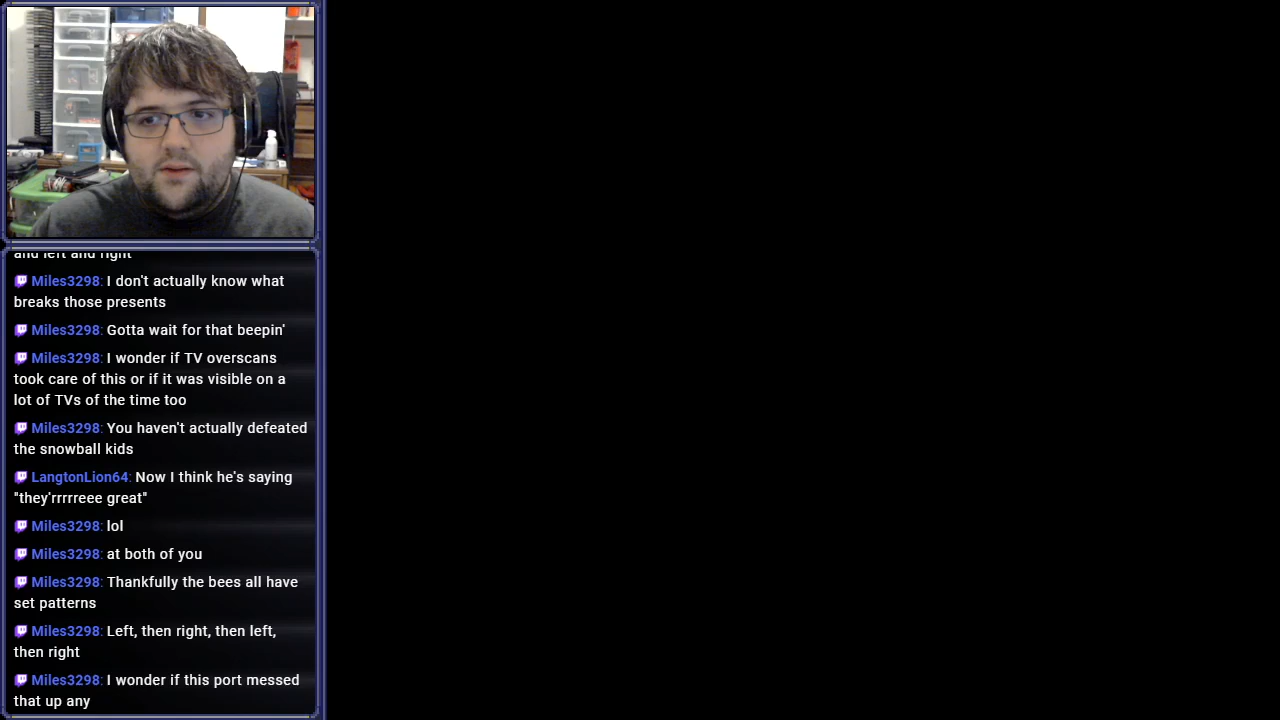 and left and right
Miles3298: I don't actually know what
breaks those presents
Miles3298: Gotta wait for that beepin'
Miles3298: I wonder if TV overscans
took care of this or if it was visible on a
lot of TVs of the time too
Miles3298: You haven't actually defeated
the snowball kids
LangtonLion64: Now I think he's saying
"they'rrrrreee great"
Miles3298: lol
Miles3298: at both of you
Miles3298: Thankfully the bees all have
set patterns
Miles3298: Left, then right, then left,
then right
Miles3298: I wonder if this port messed
that up any